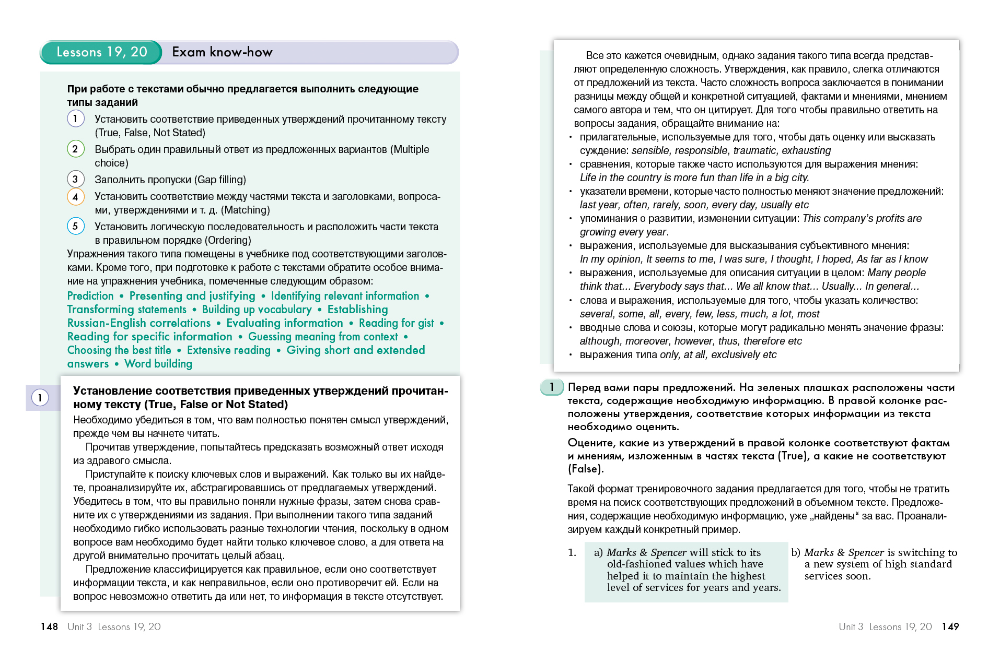 Lessons 19, 20 Exam know-how
При работе с текстами обычно предлагается выполнить следующие
типы заданий
1 Установить соответствие приведенных утверждений прочитанному тексту
(True, False, Not Stated)
2 Выбрать один правильный ответ из предложенных вариантов (Multiple
choice)
3 Заполнить пропуски (Gap filling)
4 Установить соответствие между частями текста и заголовками, вопроса-
ми, утверждениями и т. д. (Matching)
5 Установить логическую последовательность и расположить части текста
в правильном порядке (Ordering)
Упражнения такого типа помещены в учебнике под соответствующими заголов-
ками. Кроме того, при подготовке к работе с текстами обратите особое внима-
ние на упражнения учебника, помеченные следующим образом:
Prediction • Presenting and justifying • Identifying relevant information •
Transforming statements • Building up vocabulary • Establishing
Russian-English correlations • Evaluating information • Reading for gist •
Reading for specific information • Guessing meaning from context •
Choosing the best title • Extensive reading • Giving short and extended
answers • Word building
1 Установление соответствия приведенных утверждений прочитан-
ному тексту (True, False or Not Stated)
Необходимо убедиться в том, что вам полностью понятен смысл утверждений,
прежде чем вы начнете читать.
Прочитав утверждение, попытайтесь предсказать возможный ответ исходя
из здравого смысла.
Приступайте к поиску ключевых слов и выражений. Как только вы их найде-
те, проанализируйте их, абстрагировавшись от предлагаемых утверждений.
Убедитесь в том, что вы правильно поняли нужные фразы, затем снова срав-
ните их с утверждениями из задания. При выполнении такого типа заданий
необходимо гибко использовать разные технологии чтения, поскольку в одном
вопросе вам необходимо будет найти только ключевое слово, а для ответа на
другой внимательно прочитать целый абзац.
Предложение классифицируется как правильное, если оно соответствует
информации текста, и как неправильное, если оно противоречит ей. Если на
вопрос невозможно ответить да или нет, то информация в тексте отсутствует.
148 Unit 3 Lessons 19, 20
Все это кажется очевидным, однако задания такого типа всегда представ-
ляют определенную сложность. Утверждения, как правило, слегка отличаются
от предложений из текста. Часто сложность вопроса заключается в понимании
разницы между общей и конкретной ситуацией, фактами и мнениями, мнением
самого автора и тем, что он цитирует. Для того чтобы правильно ответить на
вопросы задания, обращайте внимание на:
• прилагательные, используемые для того, чтобы дать оценку или высказать
суждение: sensible, responsible, traumatic, exhausting
• сравнения, которые также часто используются для выражения мнения:
Life in the country is more fun than life in a big city.
• указатели времени, которые часто полностью меняют значение предложений:
last year, often, rarely, soon, every day, usually etc
• упоминания о развитии, изменении ситуации: This company's profits are
growing every year.
• выражения, используемые для высказывания субъективного мнения:
In my opinion, It seems to me, I was sure, I thought, I hoped, As far as I know
• выражения, используемые для описания ситуации в целом: Many people
think that… Everybody says that… We all know that… Usually… In general…
• слова и выражения, используемые для того, чтобы указать количество:
several, some, all, every, few, less, much, a lot, most
• вводные слова и союзы, которые могут радикально менять значение фразы:
although, moreover, however, thus, therefore etc
• выражения типа only, at all, exclusively etc
1 Перед вами пары предложений. На зеленых плашках расположены части
текста, содержащие необходимую информацию. В правой колонке рас-
положены утверждения, соответствие которых информации из текста
необходимо оценить.
Оцените, какие из утверждений в правой колонке соответствуют фактам
и мнениям, изложенным в частях текста (True), а какие не соответствуют
(False).
Такой формат тренировочного задания предлагается для того, чтобы не тратить
время на поиск соответствующих предложений в объемном тексте. Предложе-
ния, содержащие необходимую информацию, уже „найдены“ за вас. Проанали-
зируем каждый конкретный пример.
1. a) Marks & Spencer will stick to its
old-fashioned values which have
helped it to maintain the highest
level of services for years and years.
b) Marks & Spencer is switching to
a new system of high standard
services soon.
Unit 3 Lessons 19, 20 149